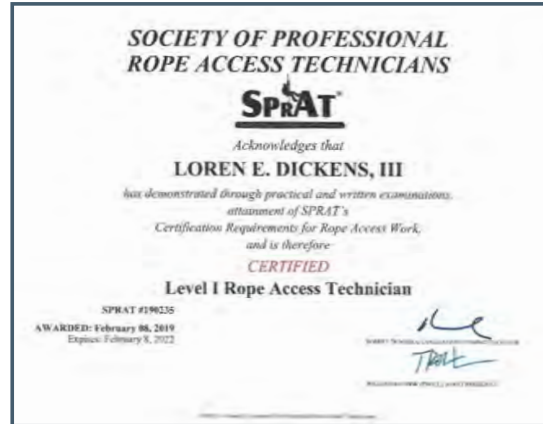 SOCIETY OF PROFESSIONAL
ROPE ACCESS TECHNICIANS
SPRAT
Acknowledges that
LOREN E. DICKENS, III
has demonstrated through practical and written examinations,
attainment of SPRAT's
Certification Requirements for Rope Access Work,
and is therefore
CERTIFIED
Level I Rope Access Technician
SPRAT #190235
AWARDED: February 08, 2019
Expires: February 8, 2022